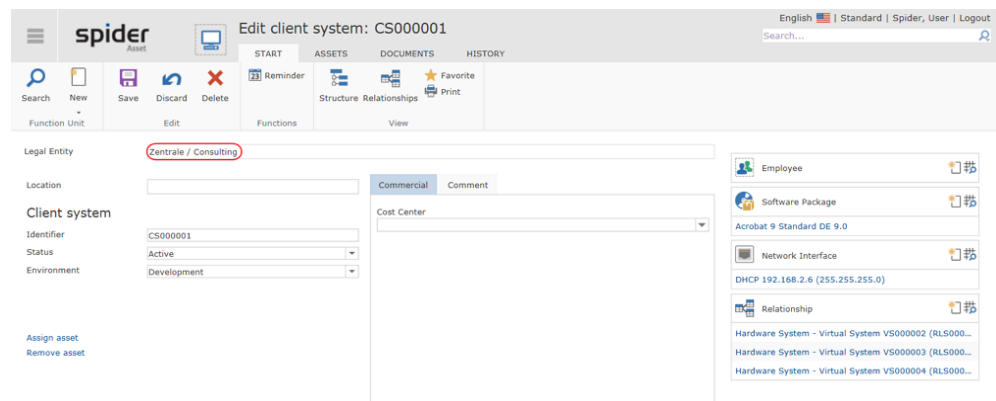 English | Standard | Spider, User | Logout
spider
Asset
Edit client system: CS000001
Search...
START ASSETS DOCUMENTS HISTORY
Search New Save Discard Delete 23 Reminder Structure Relationships Favorite
Print
Function Unit Edit Functions View
Legal Entity Zentrale / Consulting
Location
Commercial Comment
Client system
Cost Center
Identifier CS000001
Status Active
Environment Development
Assign asset
Remove asset
Employee
Software Package
Acrobat 9 Standard DE 9.0
Network Interface
DHCP 192.168.2.6 (255.255.255.0)
Relationship
Hardware System - Virtual System VS000002 (RLS000...
Hardware System - Virtual System VS000003 (RLS000...
Hardware System - Virtual System VS000004 (RLS000...